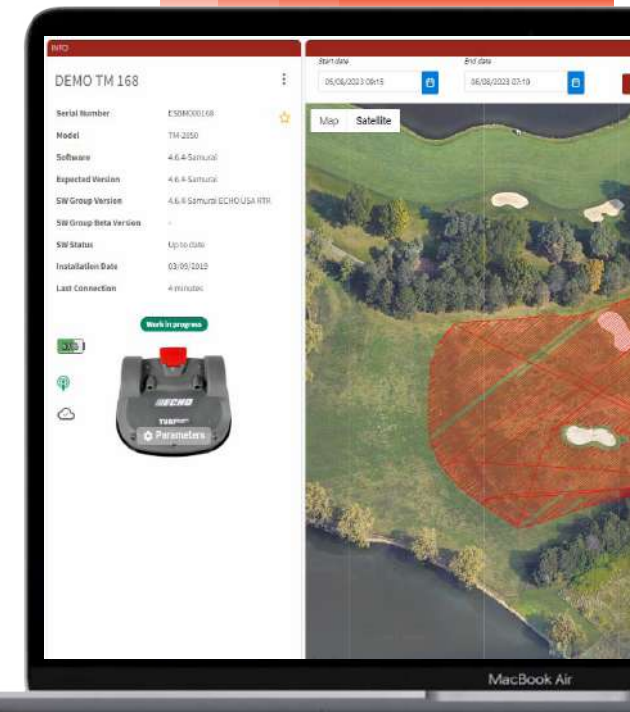 INFO
DEMO TM 168
Serial Number
Model TM-2050
Software 4.6.4-Samurai
Expected Version 4.6.4-Samurai
SW Group Version 4.6.4-Samurai ECHO USA RTK
SW Group Beta Version -
SW Status Up to date
Installation Date 03/09/2019
Last Connection 4 minutes
Work in progress
ECHO
Parameters
Start date
End date
Map Satellite
MacBook Air